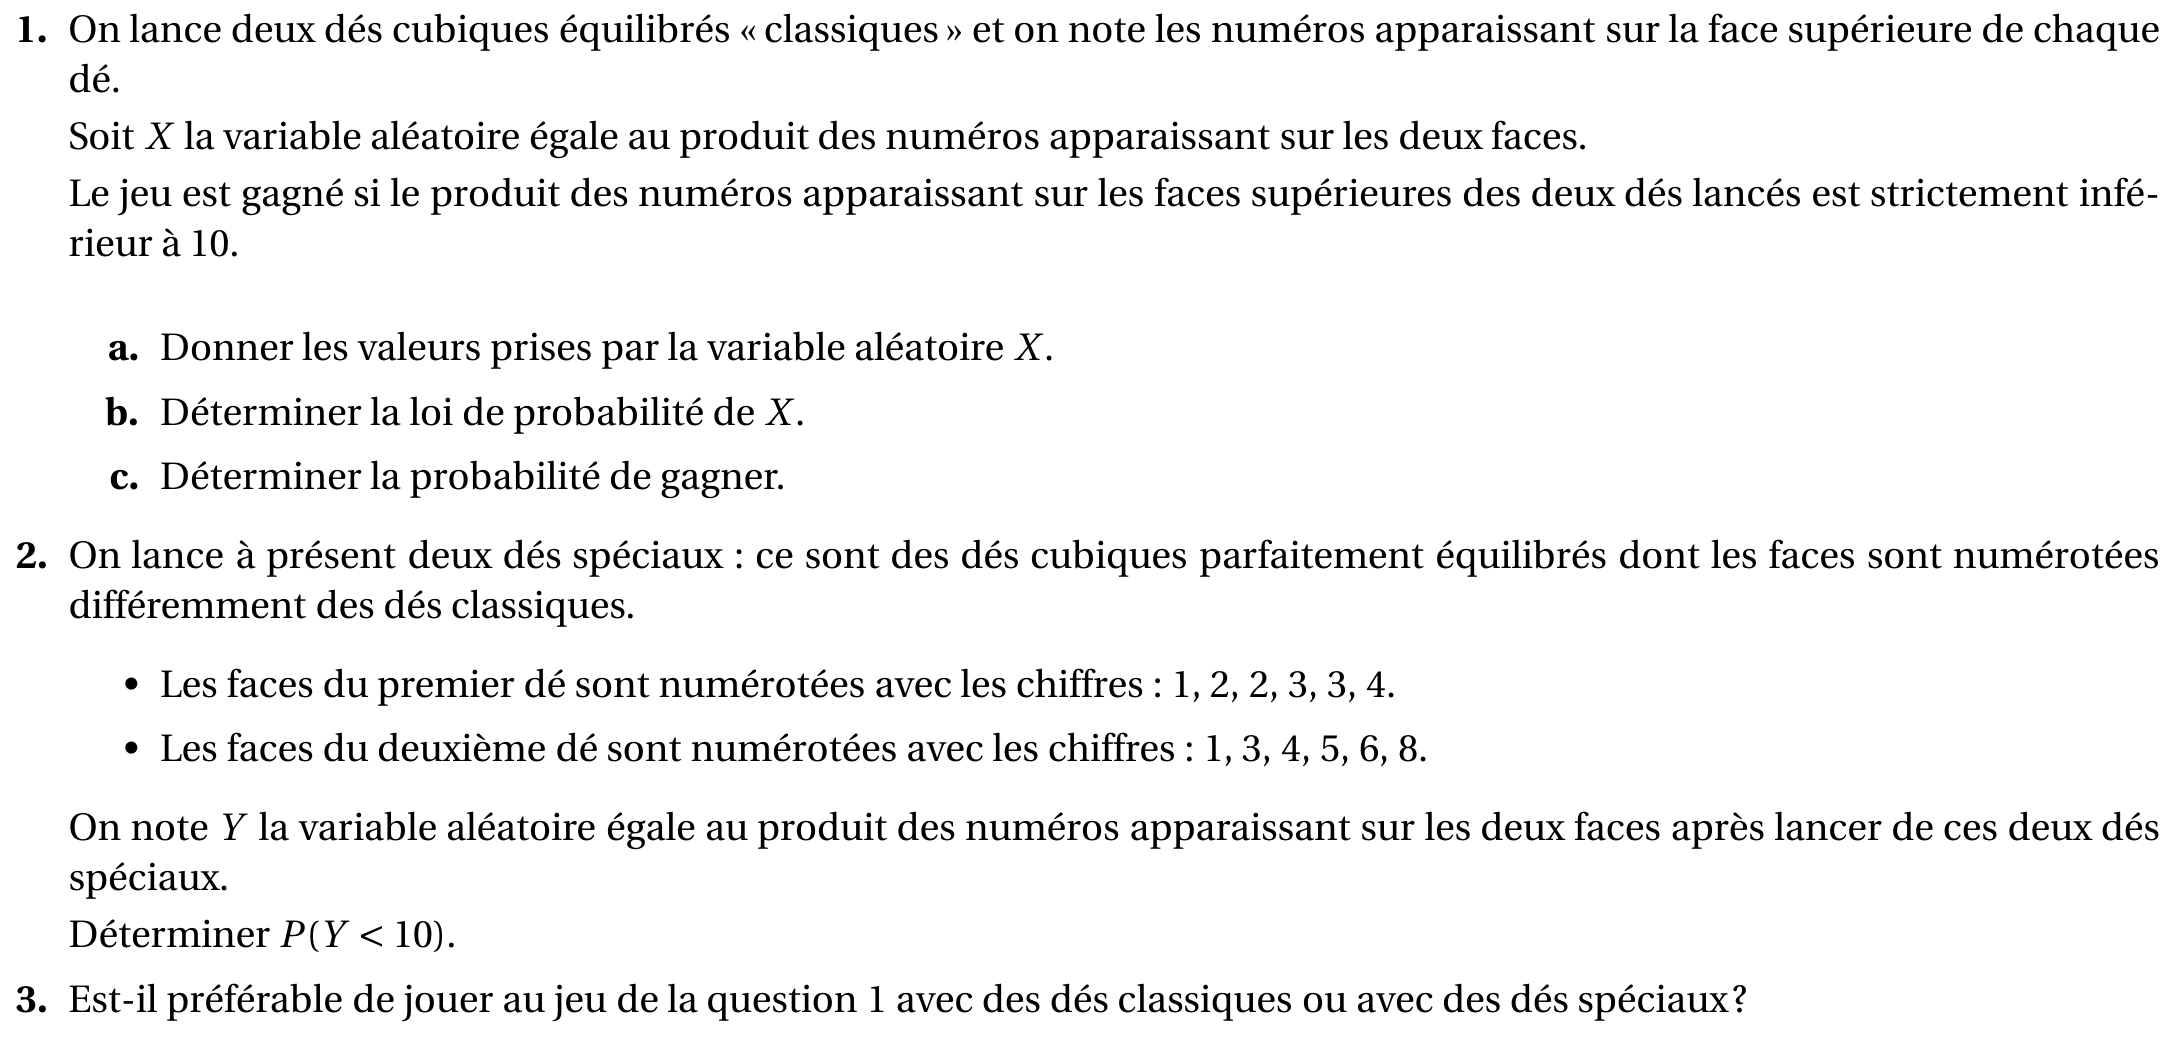 1. On lance deux dés cubiques équilibrés « classiques » et on note les numéros apparaissant sur la face supérieure de chaque
dé.
Soit X la variable aléatoire égale au produit des numéros apparaissant sur les deux faces.
Le jeu est gagné si le produit des numéros apparaissant sur les faces supérieures des deux dés lancés est strictement infé-
rieur à 10.
a. Donner les valeurs prises par la variable aléatoire X.
b. Déterminer la loi de probabilité de X.
c. Déterminer la probabilité de gagner.
2. On lance à présent deux dés spéciaux : ce sont des dés cubiques parfaitement équilibrés dont les faces sont numérotées
différemment des dés classiques.
• Les faces du premier dé sont numérotées avec les chiffres : 1, 2, 2, 3, 3, 4.
• Les faces du deuxième dé sont numérotées avec les chiffres : 1, 3, 4, 5, 6, 8.
On note Y la variable aléatoire égale au produit des numéros apparaissant sur les deux faces après lancer de ces deux dés
spéciaux.
Déterminer P(Y < 10).
3. Est-il préférable de jouer au jeu de la question 1 avec des dés classiques ou avec des dés spéciaux ?